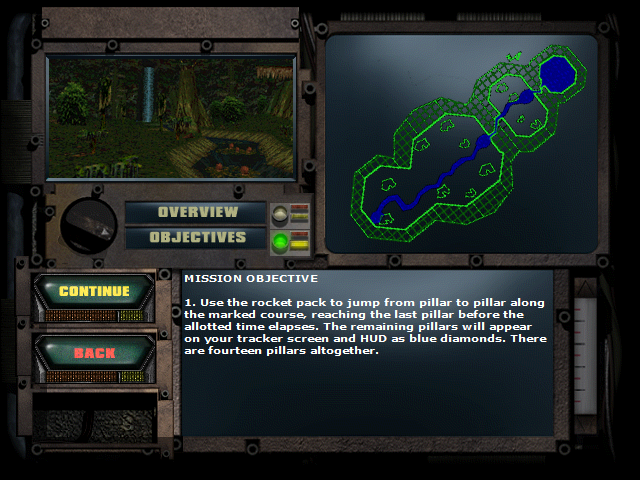 OVERVIEW
OBJECTIVES
CONTINUE
BACK
MISSION OBJECTIVE
1. Use the rocket pack to jump from pillar to pillar along
the marked course, reaching the last pillar before the
allotted time elapses. The remaining pillars will appear
on your tracker screen and HUD as blue diamonds. There
are fourteen pillars altogether.